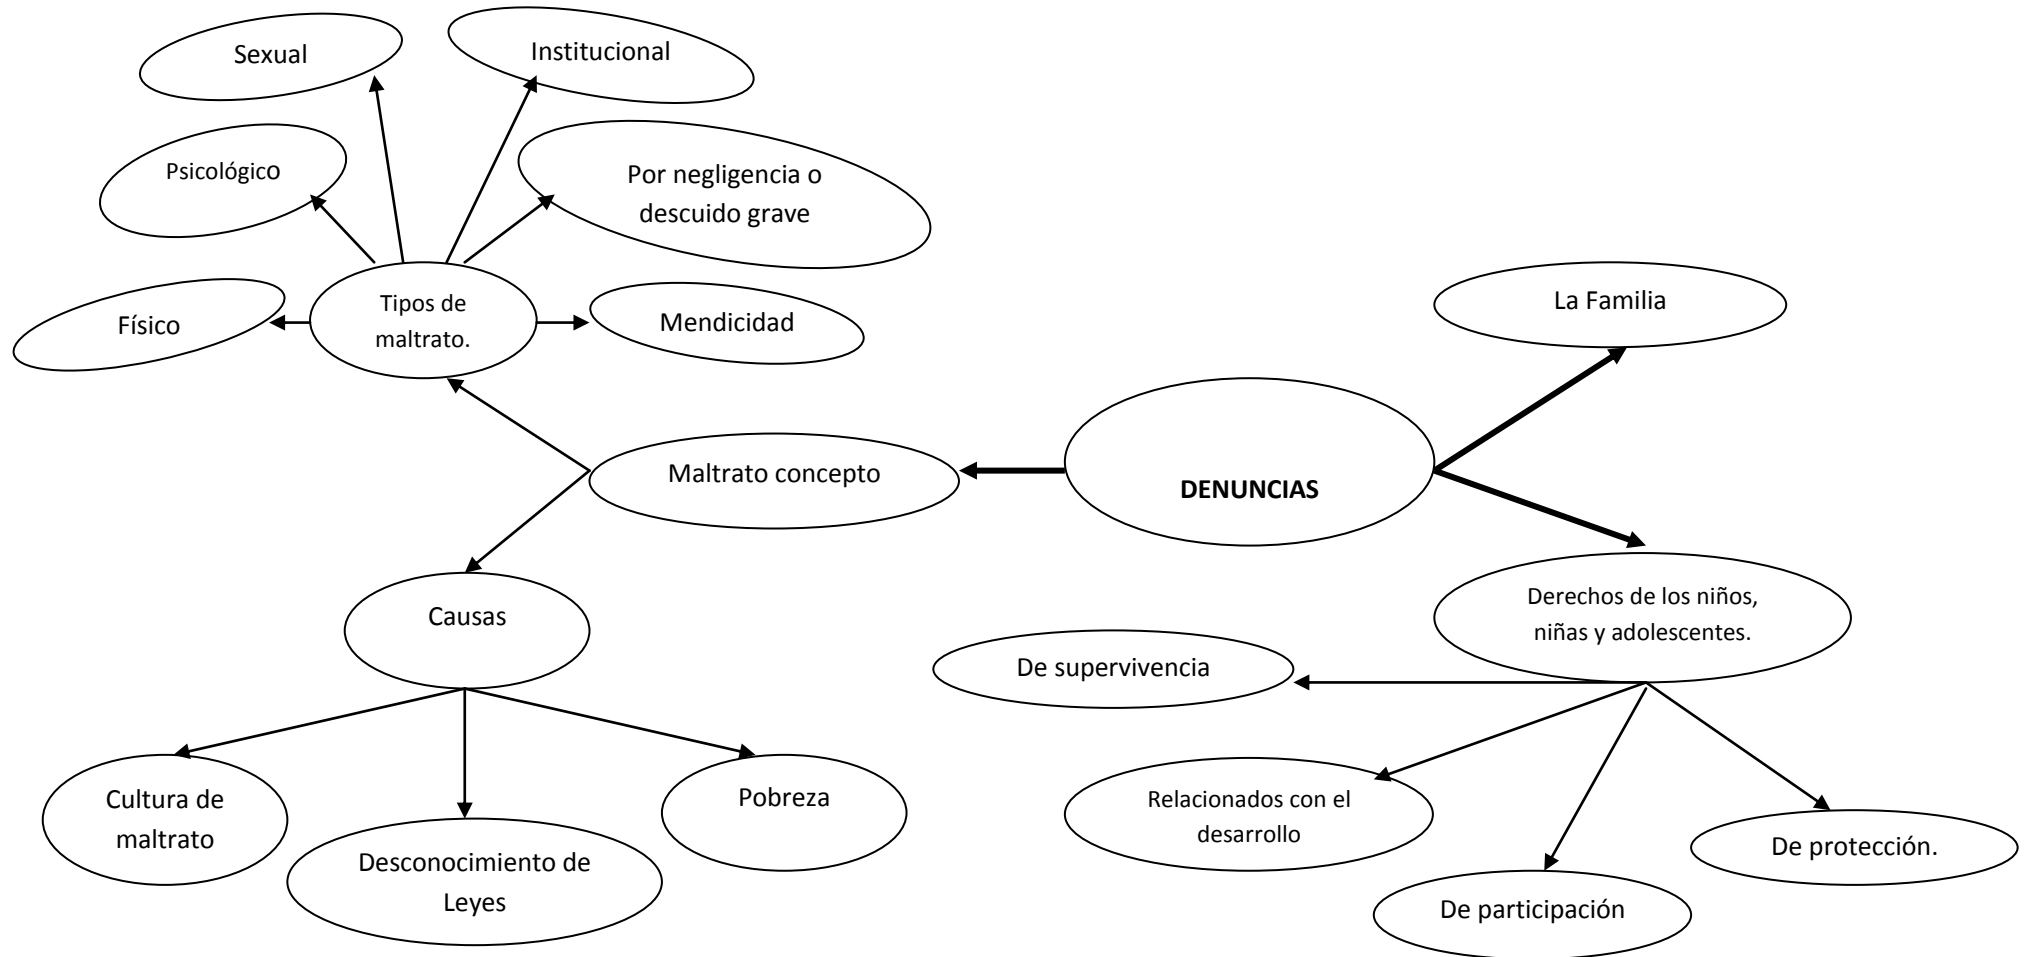 Sexual
Institucional
Psicológico
Por negligencia o
descuido grave
Físico
Tipos de
maltrato.
Mendicidad
La Familia
Maltrato concepto
DENUNCIAS
Causas
Derechos de los niños,
niñas y adolescentes.
De supervivencia
Cultura de
maltrato
Desconocimiento de
Leyes
Pobreza
Relacionados con el
desarrollo
De participación
De protección.